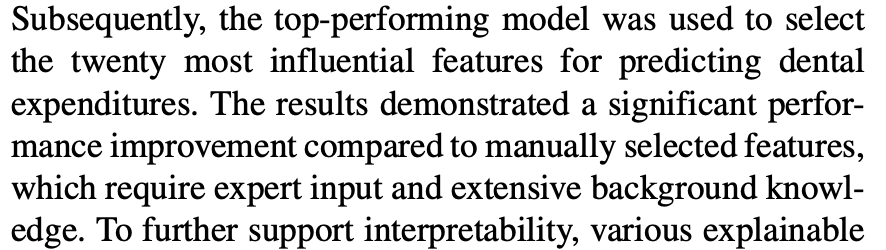 Subsequently, the top-performing model was used to select
the twenty most influential features for predicting dental
expenditures. The results demonstrated a significant perfor-
mance improvement compared to manually selected features,
which require expert input and extensive background knowl-
edge. To further support interpretability, various explainable